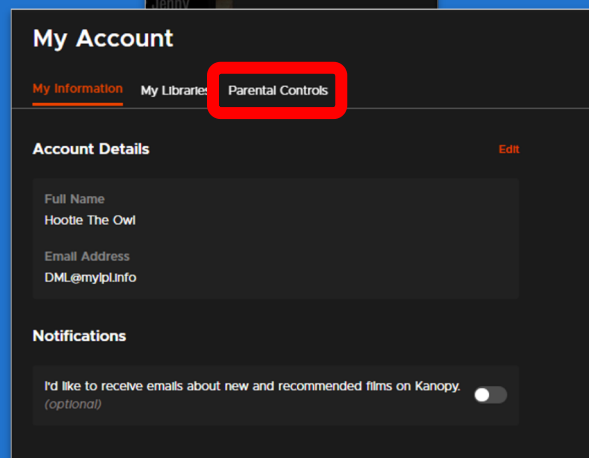 Jenny
My Account
My Information My Libraries Parental Controls
Account Details Edit
Full Name
Hootie The Owl
Email Address
DML@mylpl.info
Notifications
I'd like to receive emails about new and recommended films on Kanopy.
(optional)